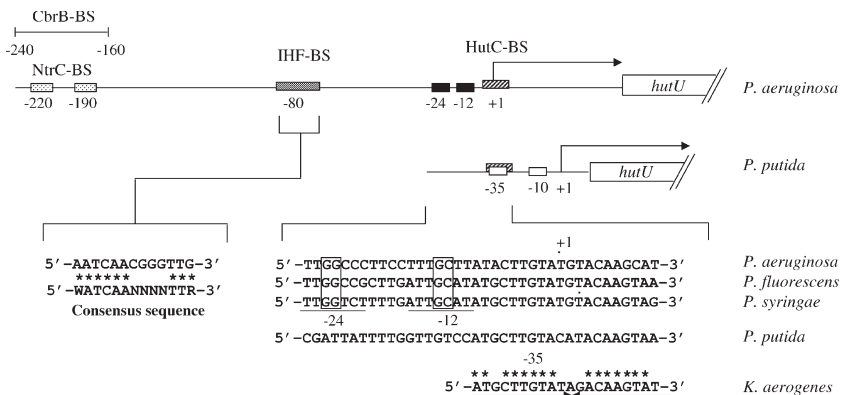 CbrB-BS
-240 -160
NtrC-BS IHF-BS HutC-BS
-220 -190 -80 -24 -12 +1 hutU P. aeruginosa
-35 -10 +1 hutU P. putida
+1
5′-AATCAACGGGTTG-3′ 5′-TTGGCCCTTCCTTTGCTTATACTTGTATGTACAAGCAT-3′ P. aeruginosa
****** ***
5′-TTGGCCGCTTGATTGCATATGCTTGTATGTACAAGTAA-3′ P. fluorescens
5′-WATCAANNNNTTR-3′ 5′-TTGGTCTTTTGATTGCATATGCTTGTATGTACAAGTAG-3′ P. syringae
Consensus sequence
-24 -12
5′-CGATTATTTTGGTTGTCCATGCTTGTACATACAAGTAA-3′ P. putida
-35
** ****** *******
5′-ATGCTTGTATAGACAAGTAT-3′ K. aerogenes